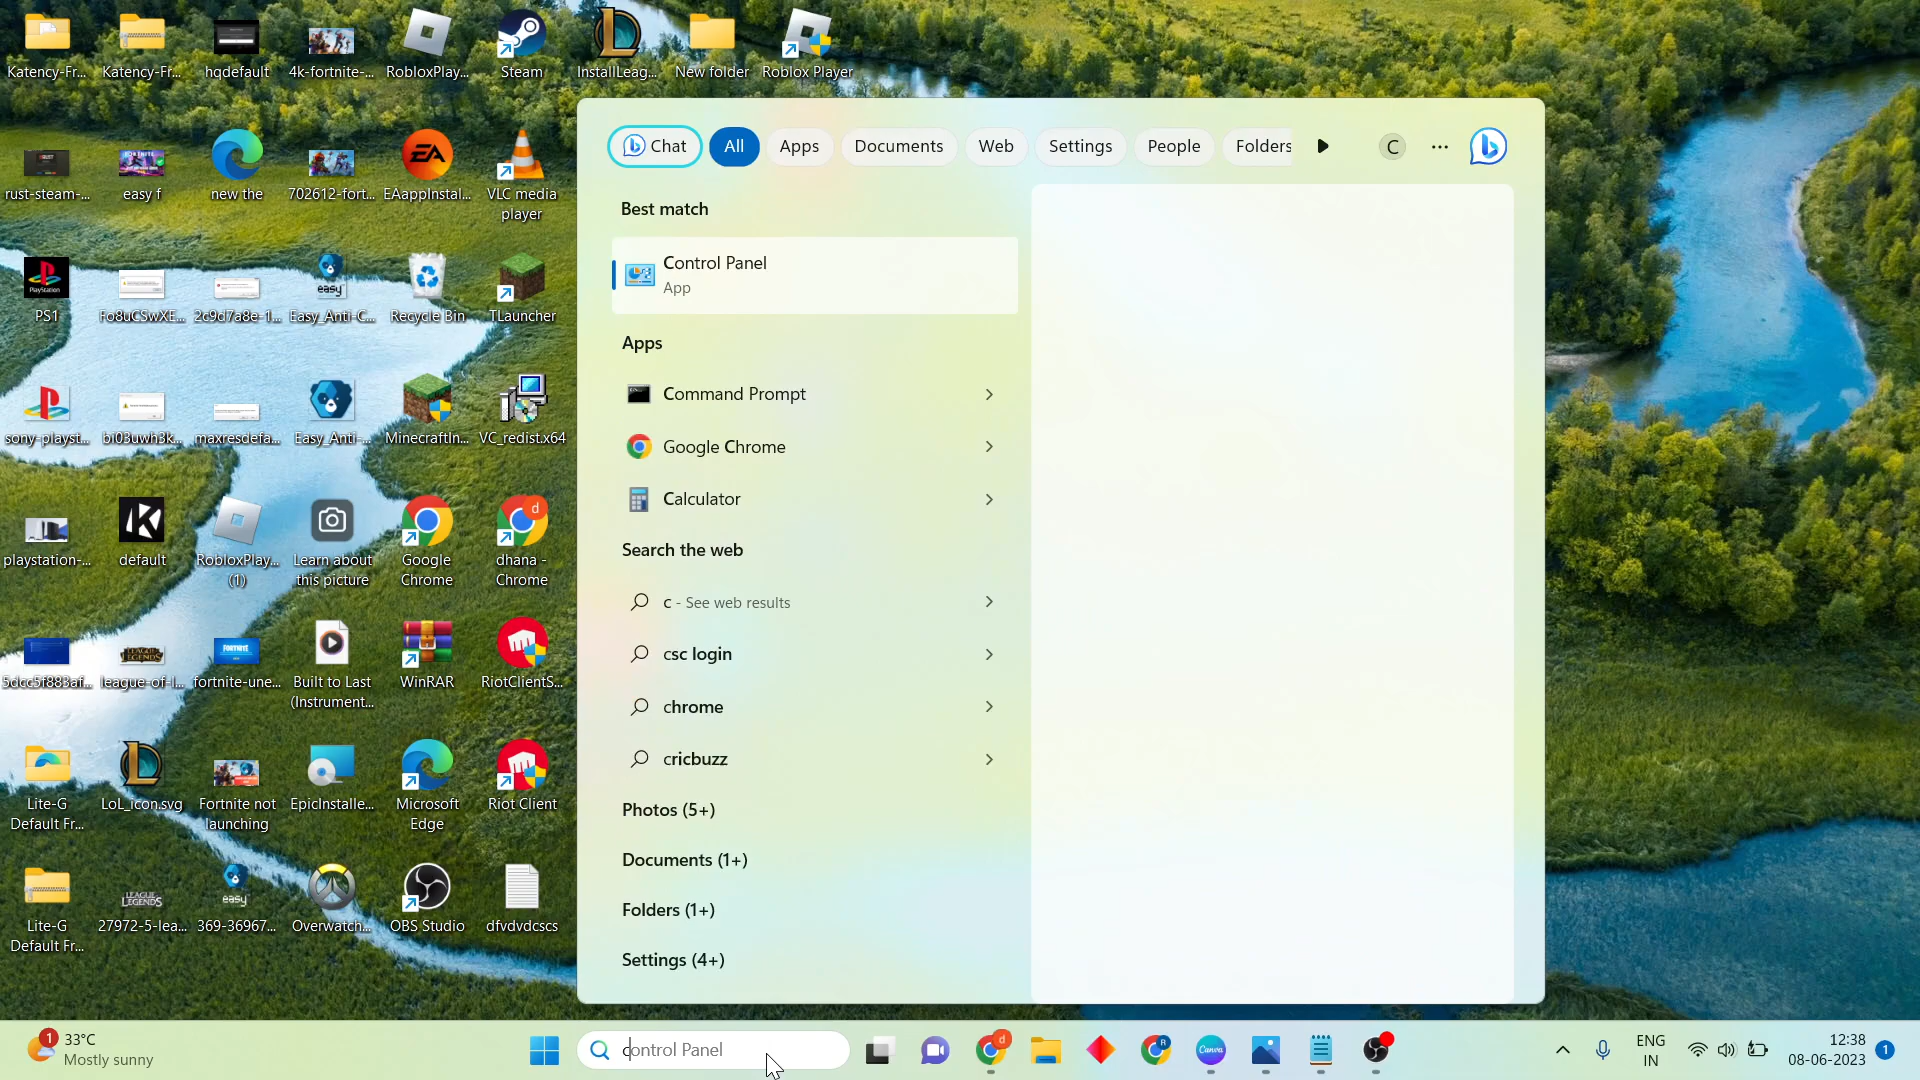 Katency-Fr...
Katency-Fr...
hqdefault
4k-fortnite-...
RobloxPlay...
Steam
InstallLeag...
New folder
Roblox Player
rust-steam-...
easy f
new the
702612-fort...
EAappInstal...
VLC media
player
PS1
Fo8uCSwXE...
2c9d7a8e-1...
Easy_Anti-C...
Recycle Bin
TLauncher
sony-playst...
bi03uwh3k...
maxresdefa...
Easy_Anti-...
MinecraftIn...
VC_redist.x64
playstation-...
default
RobloxPlay...
(1)
Learn about
this picture
Google
Chrome
dhana -
Chrome
5dcc5f883af...
league-of-l...
fortnite-une...
Built to Last
(Instrument...
WinRAR
RiotClientS...
Lite-G
Default Fr...
LoL_icon.svg
Fortnite not
launching
EpicInstalle...
Microsoft
Edge
Riot Client
Lite-G
Default Fr...
27972-5-lea...
369-36967...
Overwatch...
OBS Studio
dfvdvdcscs
Chat
All
Apps
Documents
Web
Settings
People
Folders
C
Best match
Control Panel
App
Apps
Command Prompt
Google Chrome
Calculator
Search the web
c - See web results
csc login
chrome
cricbuzz
Photos (5+)
Documents (1+)
Folders (1+)
Settings (4+)
1
33°C
Mostly sunny
control Panel
d
R
Canva
ENG
IN
12:38
08-06-2023
1